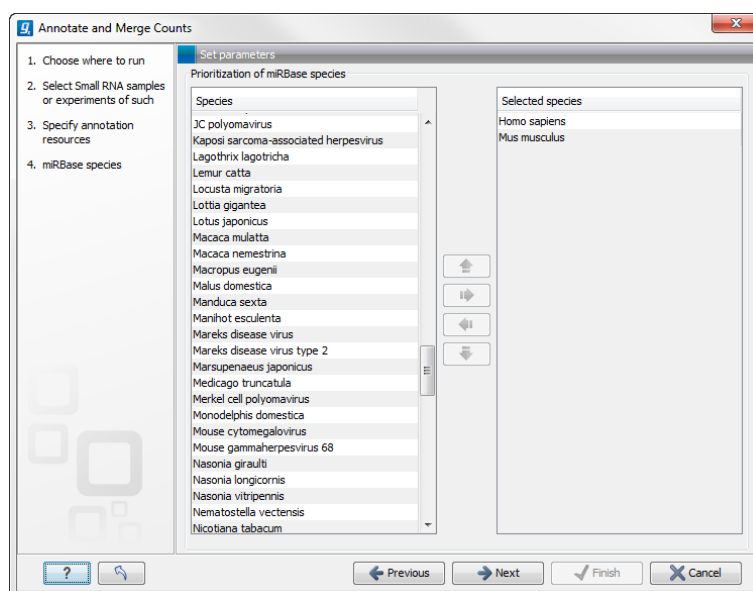 Annotate and Merge Counts
1. Choose where to run
2. Select Small RNA samples
or experiments of such
3. Specify annotation
resources
4. miRBase species
Set parameters
Prioritization of miRBase species
Species
JC polyomavirus
Kaposi sarcoma-associated herpesvirus
Lagothrix lagotricha
Lemur catta
Locusta migratoria
Lottia gigantea
Lotus japonicus
Macaca mulatta
Macaca nemestrina
Macropus eugenii
Malus domestica
Manduca sexta
Manihot esculenta
Mareks disease virus
Mareks disease virus type 2
Marsupenaeus japonicus
Medicago truncatula
Merkel cell polyomavirus
Monodelphis domestica
Mouse cytomegalovirus
Mouse gammaherpesvirus 68
Nasonia giraulti
Nasonia longicornis
Nasonia vitripennis
Nematostella vectensis
Nicotiana tabacum
Selected species
Homo sapiens
Mus musculus
?
Previous
Next
Finish
Cancel